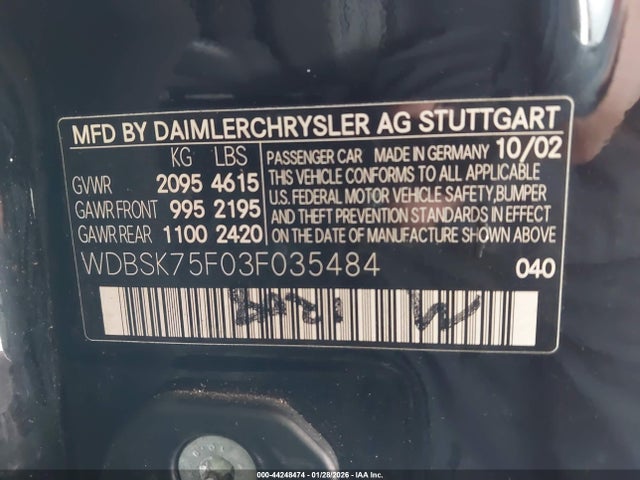 MFD BY DAIMLERCHRYSLER AG STUTTGART
KG LBS
GVWR 2095 4615
GAWR FRONT 995 2195
GAWR REAR 1100 2420
PASSENGER CAR MADE IN GERMANY 10/02
THIS VEHICLE CONFORMS TO ALL APPLICABLE
U.S. FEDERAL MOTOR VEHICLE SAFETY, BUMPER
AND THEFT PREVENTION STANDARDS IN EFFECT
ON THE DATE OF MANUFACTURE SHOWN ABOVE.
WDBSK75F03F035484 040
000-44248474 | 01/28/2026 - IAA Inc.